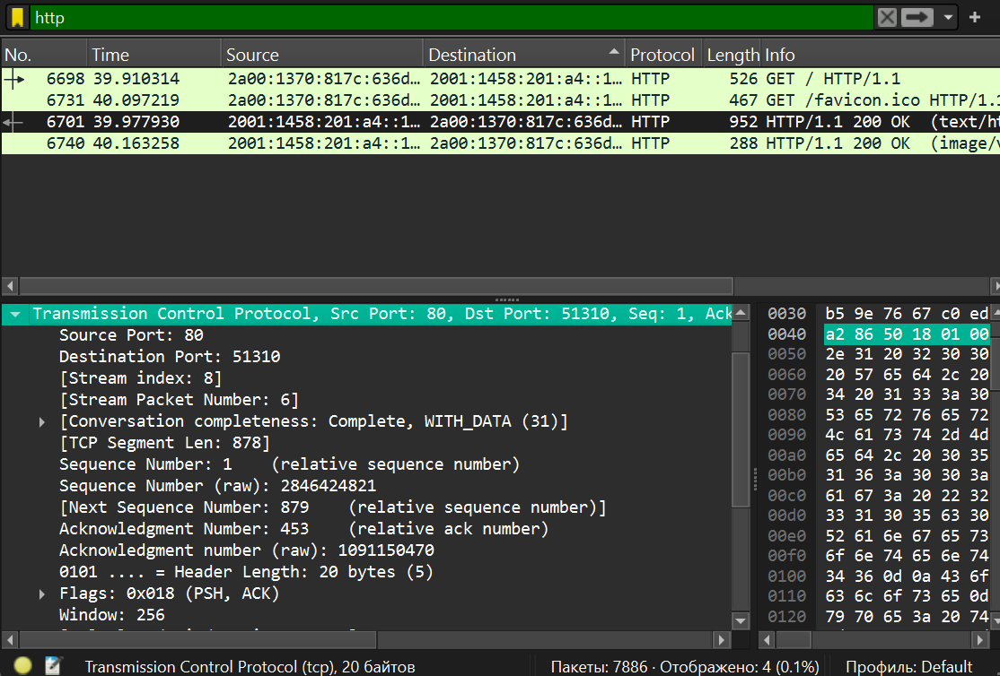 http
No. Time Source Destination Protocol Length Info
6698 39.910314 2a00:1370:817c:636d… 2001:1458:201:a4::1… HTTP 526 GET / HTTP/1.1
6731 40.097219 2a00:1370:817c:636d… 2001:1458:201:a4::1… HTTP 467 GET /favicon.ico HTTP/1.
6701 39.977930 2001:1458:201:a4::1… 2a00:1370:817c:636d… HTTP 952 HTTP/1.1 200 OK (text/ht
6740 40.163258 2001:1458:201:a4::1… 2a00:1370:817c:636d… HTTP 288 HTTP/1.1 200 OK (image/v
Transmission Control Protocol, Src Port: 80, Dst Port: 51310, Seq: 1, Ack
Source Port: 80
Destination Port: 51310
[Stream index: 8]
[Stream Packet Number: 6]
[Conversation completeness: Complete, WITH_DATA (31)]
[TCP Segment Len: 878]
Sequence Number: 1 (relative sequence number)
Sequence Number (raw): 2846424821
[Next Sequence Number: 879 (relative sequence number)]
Acknowledgment Number: 453 (relative ack number)
Acknowledgment number (raw): 1091150470
0101 .... = Header Length: 20 bytes (5)
Flags: 0x018 (PSH, ACK)
Window: 256
0030 b5 9e 76 67 c0 ed
0040 a2 86 50 18 01 00
0050 2e 31 20 32 30 30
0060 20 57 65 64 2c 20
0070 34 20 31 33 3a 30
0080 53 65 72 76 65 72
0090 4c 61 73 74 2d 4d
00a0 65 64 2c 20 30 35
00b0 31 36 3a 30 30 3a
00c0 61 67 3a 20 22 32
00d0 33 31 30 35 63 30
00e0 52 61 6e 67 65 73
00f0 6f 6e 74 65 6e 74
0100 34 36 0d 0a 43 6f
0110 63 6c 6f 73 65 0d
0120 79 70 65 3a 20 74
Transmission Control Protocol (tcp), 20 байтов Пакеты: 7886 · Отображено: 4 (0.1%) Профиль: Default